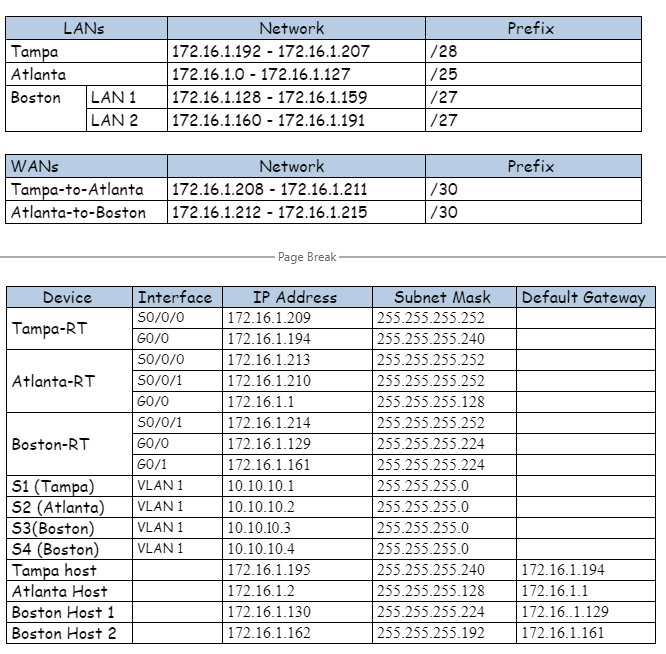 LANs Network Prefix
Tampa 172.16.1.192 - 172.16.1.207 /28
Atlanta 172.16.1.0 - 172.16.1.127 /25
Boston LAN 1 172.16.1.128 - 172.16.1.159 /27
LAN 2 172.16.1.160 - 172.16.1.191 /27
WANs Network Prefix
Tampa-to-Atlanta 172.16.1.208 - 172.16.1.211 /30
Atlanta-to-Boston 172.16.1.212 - 172.16.1.215 /30
Page Break
Device Interface IP Address Subnet Mask Default Gateway
Tampa-RT S0/0/0 172.16.1.209 255.255.255.252
G0/0 172.16.1.194 255.255.255.240
Atlanta-RT S0/0/0 172.16.1.213 255.255.255.252
S0/0/1 172.16.1.210 255.255.255.252
G0/0 172.16.1.1 255.255.255.128
Boston-RT S0/0/1 172.16.1.214 255.255.255.252
G0/0 172.16.1.129 255.255.255.224
G0/1 172.16.1.161 255.255.255.224
S1 (Tampa) VLAN 1 10.10.10.1 255.255.255.0
S2 (Atlanta) VLAN 1 10.10.10.2 255.255.255.0
S3(Boston) VLAN 1 10.10.10.3 255.255.255.0
S4 (Boston) VLAN 1 10.10.10.4 255.255.255.0
Tampa host 172.16.1.195 255.255.255.240 172.16.1.194
Atlanta Host 172.16.1.2 255.255.255.128 172.16.1.1
Boston Host 1 172.16.1.130 255.255.255.224 172.16..1.129
Boston Host 2 172.16.1.162 255.255.255.192 172.16.1.161